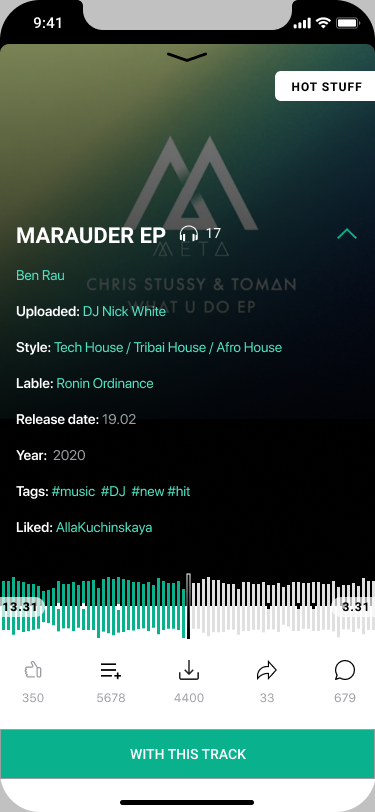 9:41
HOT STUFF
MARAUDER EP 17
META
Ben Rau
CHRIS STUSSY & TOMAN
Uploaded: DJ Nick White
WHAT U DO EP
Style: Tech House / Tribai House / Afro House
Lable: Ronin Ordinance
Release date: 19.02
Year: 2020
Tags: #music #DJ #new #hit
Liked: AllaKuchinskaya
13.31 3.31
350 5678 4400 33 679
WITH THIS TRACK